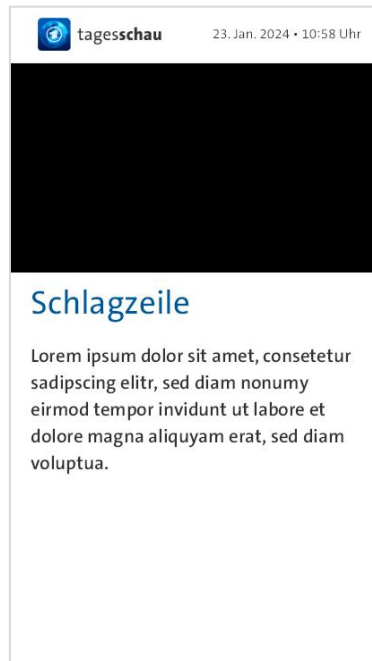 tagesschau 23. Jan. 2024 • 10:58 Uhr
Schlagzeile
Lorem ipsum dolor sit amet, consetetur
sadipscing elitr, sed diam nonumy
eirmod tempor invidunt ut labore et
dolore magna aliquyam erat, sed diam
voluptua.